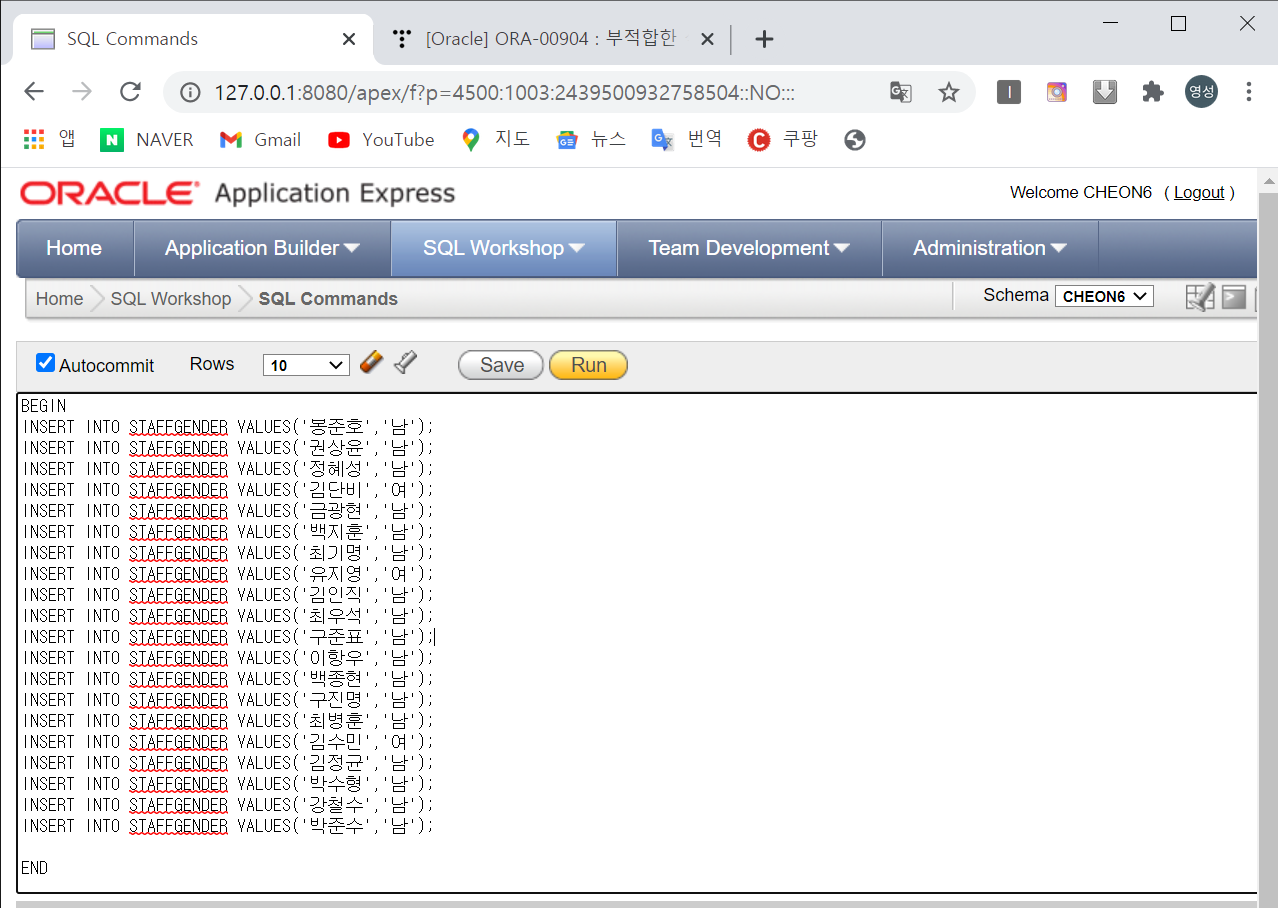 SQL Commands
[Oracle] ORA-00904 : 부적합한
127.0.0.1:8080/apex/f?p=4500:1003:2439500932758504::NO:::
영성
앱 NAVER Gmail YouTube 지도 뉴스 번역 쿠팡
ORACLE Application Express
Welcome CHEON6 ( Logout )
Home Application Builder SQL Workshop Team Development Administration
Home SQL Workshop SQL Commands Schema CHEON6
Autocommit Rows 10 Save Run
BEGIN
INSERT INTO STAFFGENDER VALUES('봉준호','남');
INSERT INTO STAFFGENDER VALUES('권상윤','남');
INSERT INTO STAFFGENDER VALUES('정혜성','남');
INSERT INTO STAFFGENDER VALUES('김단비','여');
INSERT INTO STAFFGENDER VALUES('금광현','남');
INSERT INTO STAFFGENDER VALUES('백지훈','남');
INSERT INTO STAFFGENDER VALUES('최기명','남');
INSERT INTO STAFFGENDER VALUES('유지영','여');
INSERT INTO STAFFGENDER VALUES('김인직','남');
INSERT INTO STAFFGENDER VALUES('최우석','남');
INSERT INTO STAFFGENDER VALUES('구준표','남');
INSERT INTO STAFFGENDER VALUES('이항우','남');
INSERT INTO STAFFGENDER VALUES('백종현','남');
INSERT INTO STAFFGENDER VALUES('구진명','남');
INSERT INTO STAFFGENDER VALUES('최병훈','남');
INSERT INTO STAFFGENDER VALUES('김수민','여');
INSERT INTO STAFFGENDER VALUES('김정균','남');
INSERT INTO STAFFGENDER VALUES('박수형','남');
INSERT INTO STAFFGENDER VALUES('강철수','남');
INSERT INTO STAFFGENDER VALUES('박준수','남');
END